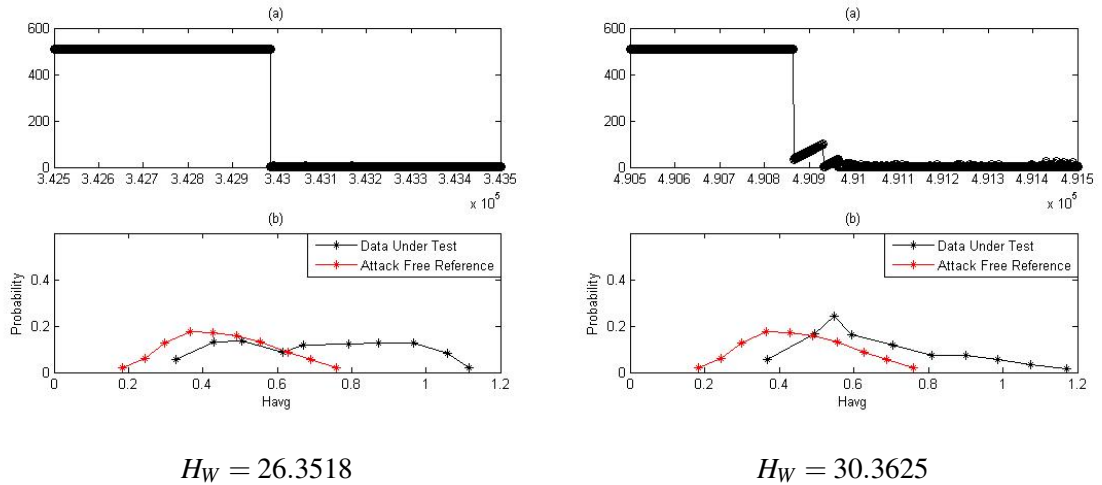 (a)
600
400
200
0
3.425 3.426 3.427 3.428 3.429 3.43 3.431 3.432 3.433 3.434 3.435
x 10^5
(b)
Data Under Test
Attack Free Reference
Probability
0.4
0.2
0
0 0.2 0.4 0.6 0.8 1 1.2
Havg
H_W = 26.3518
(a)
600
400
200
0
4.905 4.906 4.907 4.908 4.909 4.91 4.911 4.912 4.913 4.914 4.915
x 10^5
(b)
Data Under Test
Attack Free Reference
Probability
0.4
0.2
0
0 0.2 0.4 0.6 0.8 1 1.2
Havg
H_W = 30.3625